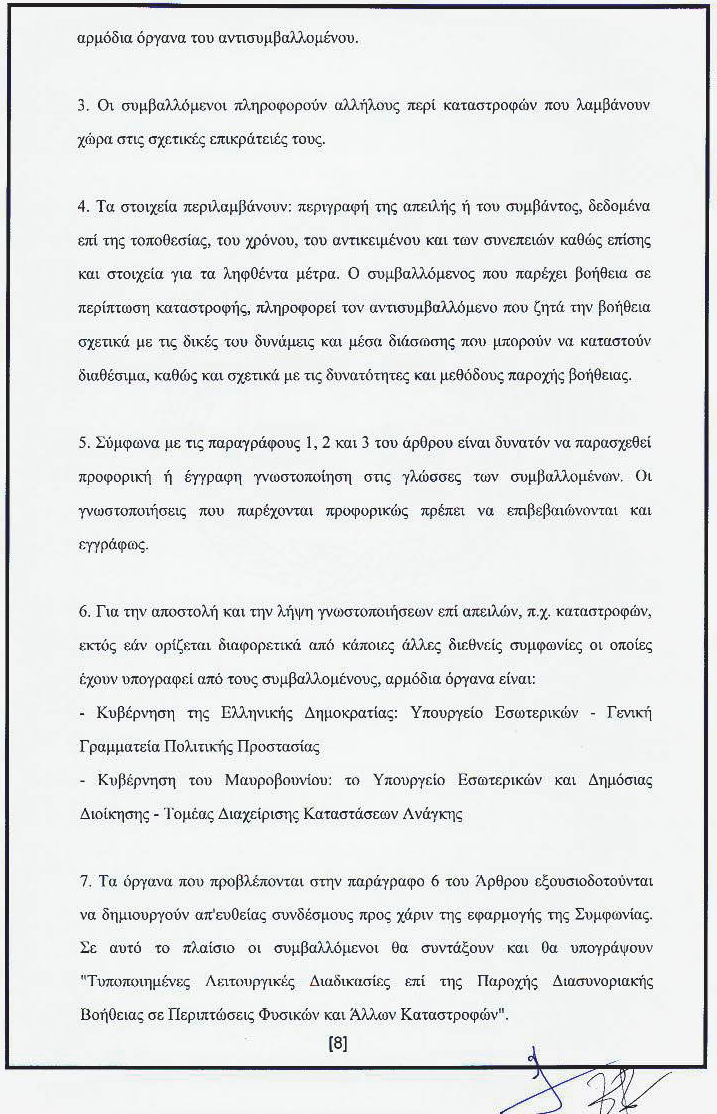 αρμόδια όργανα του αντισυμβαλλομένου.
3. Οι συμβαλλόμενοι πληροφορούν αλλήλους περί καταστροφών που λαμβάνουν
χώρα στις σχετικές επικράτειές τους.
4. Τα στοιχεία περιλαμβάνουν: περιγραφή της απειλής ή του συμβάντος, δεδομένα
επί της τοποθεσίας, του χρόνου, του αντικειμένου και των συνεπειών καθώς επίσης
και στοιχεία για τα ληφθέντα μέτρα. Ο συμβαλλόμενος που παρέχει βοήθεια σε
περίπτωση καταστροφής, πληροφορεί τον αντισυμβαλλόμενο που ζητά την βοήθεια
σχετικά με τις δικές του δυνάμεις και μέσα διάσωσης που μπορούν να καταστούν
διαθέσιμα, καθώς και σχετικά με τις δυνατότητες και μεθόδους παροχής βοήθειας.
5. Σύμφωνα με τις παραγράφους 1, 2 και 3 του άρθρου είναι δυνατόν να παρασχεθεί
προφορική ή έγγραφη γνωστοποίηση στις γλώσσες των συμβαλλομένων. Οι
γνωστοποιήσεις που παρέχονται προφορικώς πρέπει να επιβεβαιώνονται και
εγγράφως.
6. Για την αποστολή και την λήψη γνωστοποιήσεων επί απειλών, π.χ. καταστροφών,
εκτός εάν ορίζεται διαφορετικά από κάποιες άλλες διεθνείς συμφωνίες οι οποίες
έχουν υπογραφεί από τους συμβαλλομένους, αρμόδια όργανα είναι:
- Κυβέρνηση της Ελληνικής Δημοκρατίας: Υπουργείο Εσωτερικών - Γενική
Γραμματεία Πολιτικής Προστασίας
- Κυβέρνηση του Μαυροβουνίου: το Υπουργείο Εσωτερικών και Δημόσιας
Διοίκησης - Τομέας Διαχείρισης Καταστάσεων Ανάγκης
7. Τα όργανα που προβλέπονται στην παράγραφο 6 του Άρθρου εξουσιοδοτούνται
να δημιουργούν απ'ευθείας συνδέσμους προς χάριν της εφαρμογής της Συμφωνίας.
Σε αυτό το πλαίσιο οι συμβαλλόμενοι θα συντάξουν και θα υπογράψουν
"Τυποποιημένες Λειτουργικές Διαδικασίες επί της Παροχής Διασυνοριακής
Βοήθειας σε Περιπτώσεις Φυσικών και Άλλων Καταστροφών".
[8]